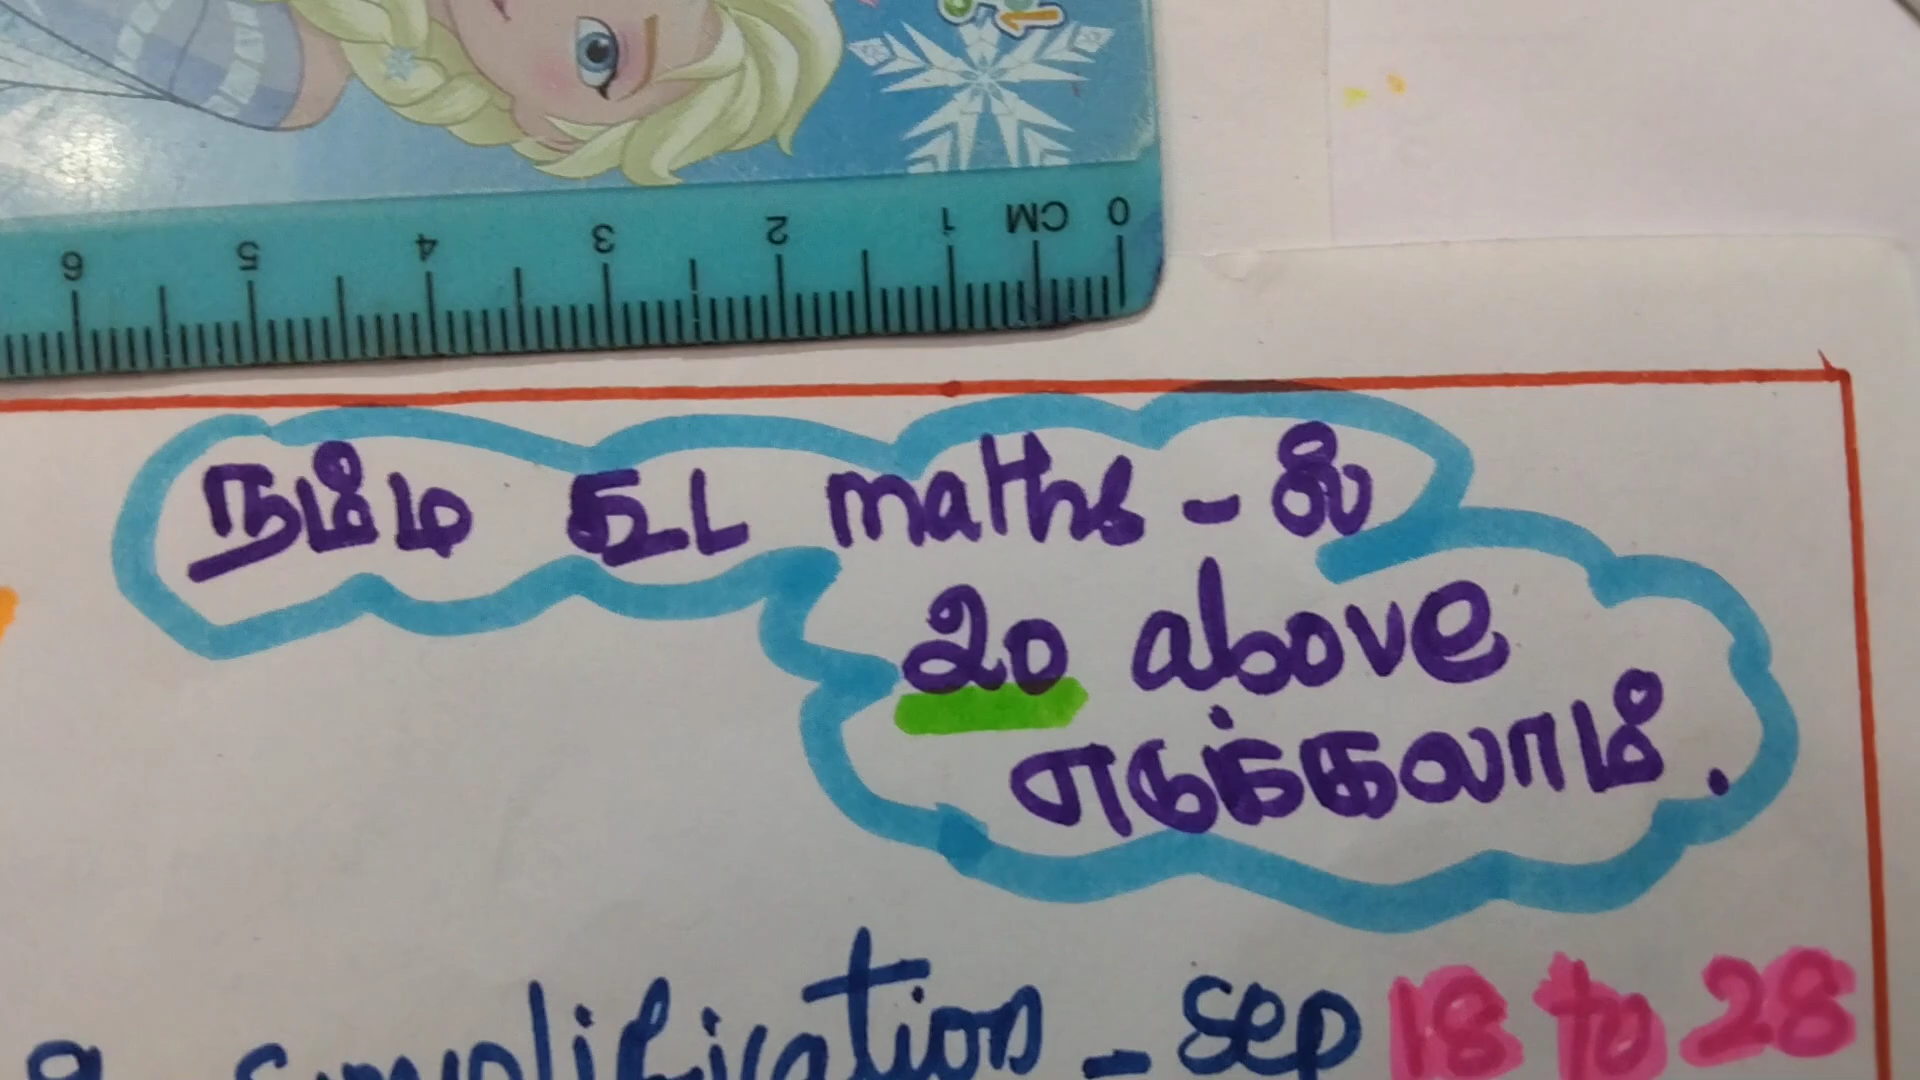 0 CM 1 2 3 4 5 6
நம்ம கூட maths - ல்
20 above
எடுக்கலாம்.
simplification - sep 18 to 28